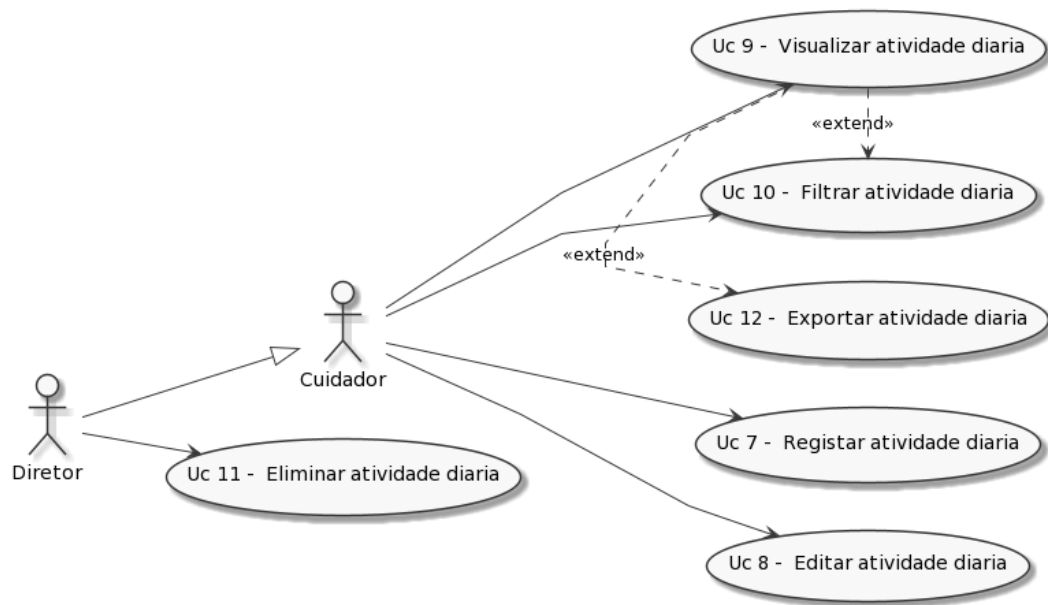 Uc 9 -  Visualizar atividade diaria
«extend»
Uc 10 -  Filtrar atividade diaria
«extend»
Uc 12 -  Exportar atividade diaria
Cuidador
Diretor
Uc 11 -  Eliminar atividade diaria
Uc 7 -  Registar atividade diaria
Uc 8 -  Editar atividade diaria